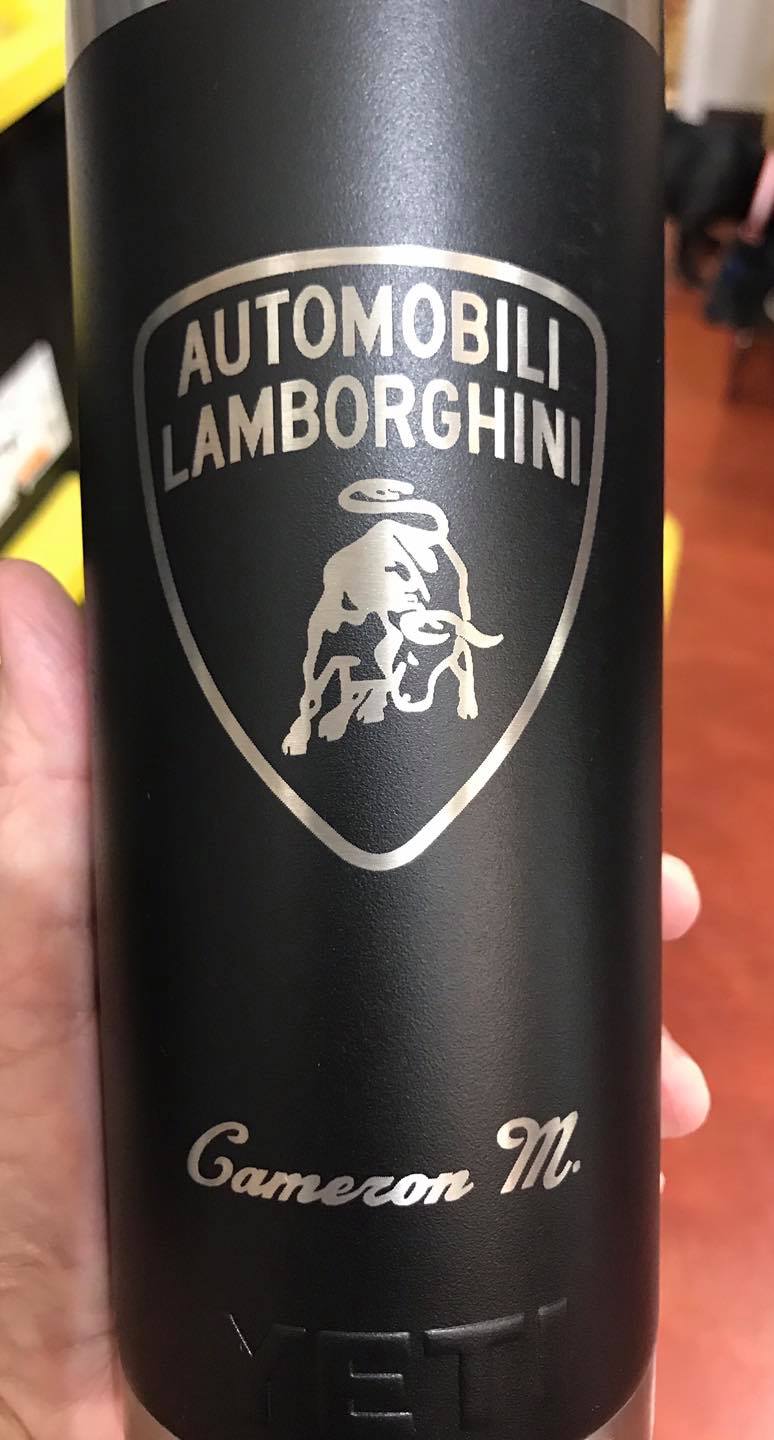 AUTOMOBILI
LAMBORGHINI
Cameron M.
YETI